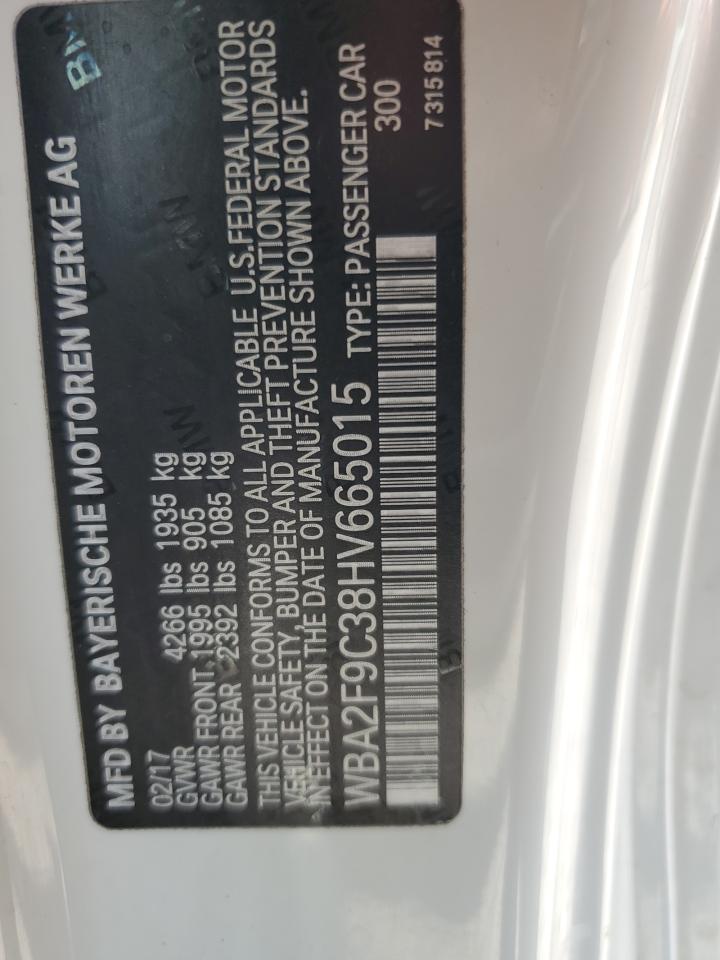 MFD BY BAYERISCHE MOTOREN WERKE AG
02/17
GVWR 4266 lbs 1935 kg
GAWR FRONT 1995 lbs 905 kg
GAWR REAR 2392 lbs 1085 kg
THIS VEHICLE CONFORMS TO ALL APPLICABLE U.S.FEDERAL MOTOR
VEHICLE SAFETY, BUMPER AND THEFT PREVENTION STANDARDS
IN EFFECT ON THE DATE OF MANUFACTURE SHOWN ABOVE.
WBA2F9C38HV665015 TYPE: PASSENGER CAR
300
7315814